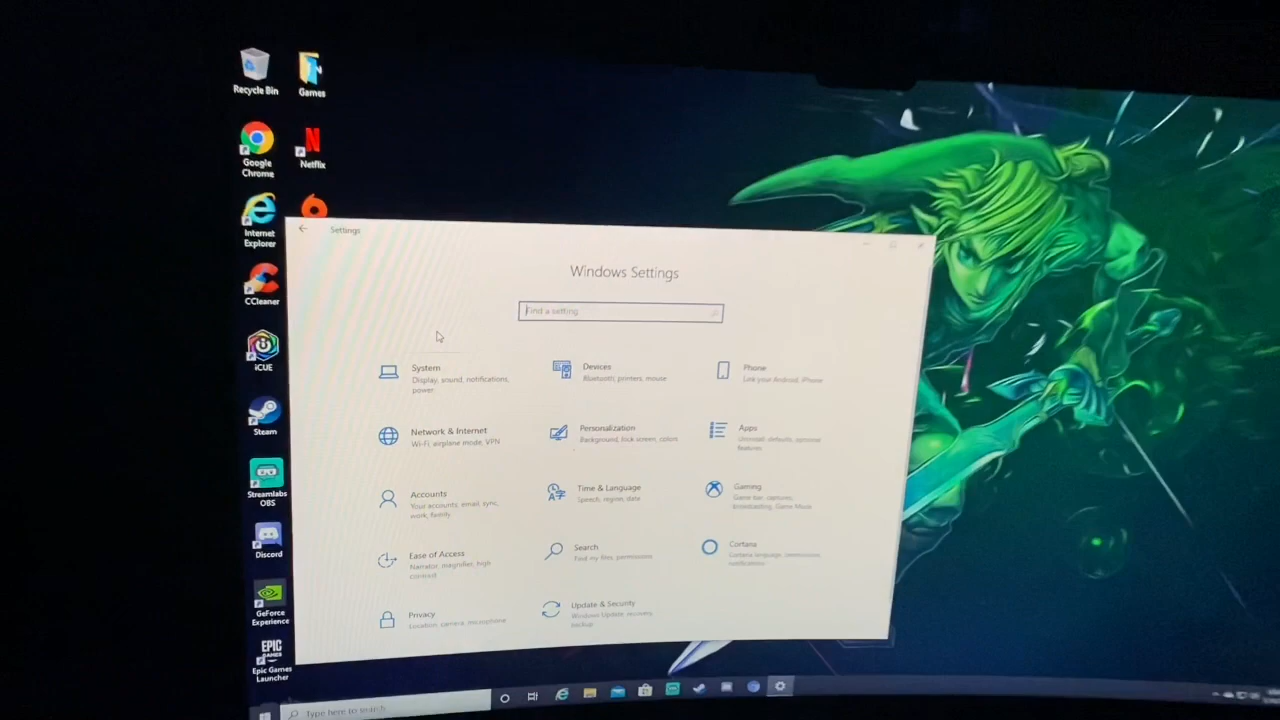 Recycle Bin
Games
Google
Chrome
Netflix
Internet
Explorer
CCleaner
iCUE
Steam
Streamlabs
OBS
Discord
GeForce
Experience
EPIC
GAMES
Epic Games
Launcher
Settings
Windows Settings
Find a setting
System
Display, sound, notifications,
power
Devices
Bluetooth, printers, mouse
Phone
Link your Android, iPhone
Network & Internet
Wi-Fi, airplane mode, VPN
Personalization
Background, lock screen, colors
Apps
Uninstall, defaults, optional
features
Accounts
Your accounts, email, sync,
work, family
Time & Language
Speech, region, date
Gaming
Game bar, captures,
broadcasting, Game Mode
Ease of Access
Narrator, magnifier, high
contrast
Search
Find my files, permissions
Cortana
Cortana language, permissions,
notifications
Privacy
Location, camera, microphone
Update & Security
Windows Update, recovery,
backup
Type here to search